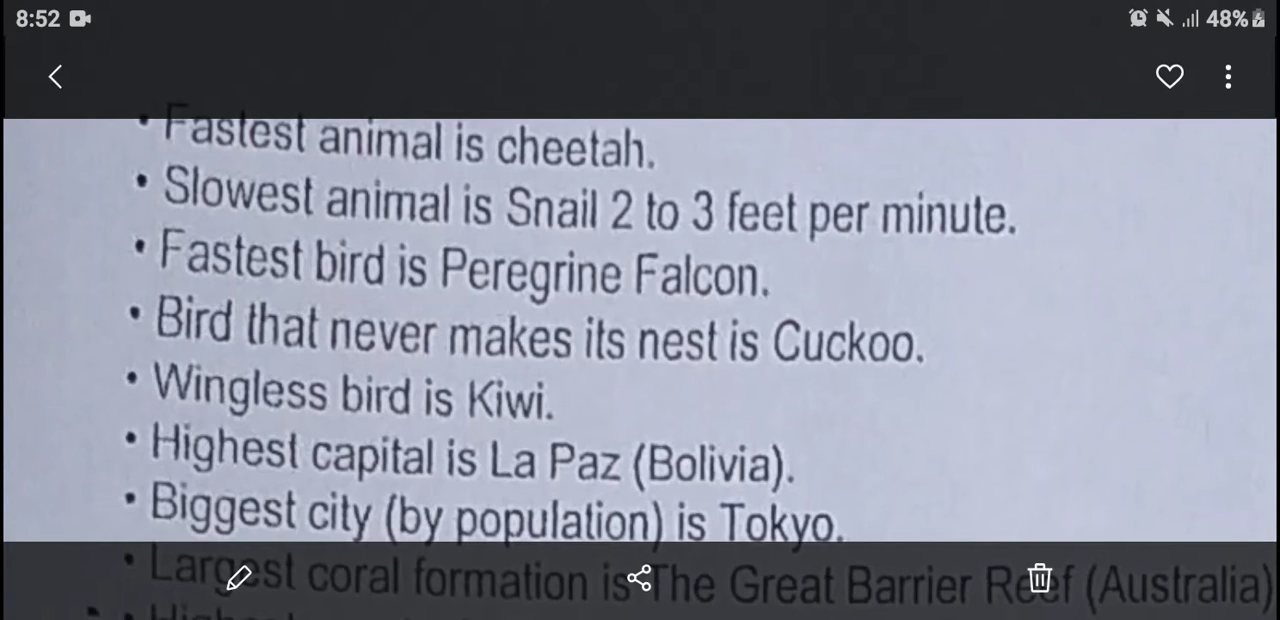 8:52
48%
• Fastest animal is cheetah.
• Slowest animal is Snail 2 to 3 feet per minute.
• Fastest bird is Peregrine Falcon.
• Bird that never makes its nest is Cuckoo.
• Wingless bird is Kiwi.
• Highest capital is La Paz (Bolivia).
• Biggest city (by population) is Tokyo.
• Largest coral formation is The Great Barrier Reef (Australia)